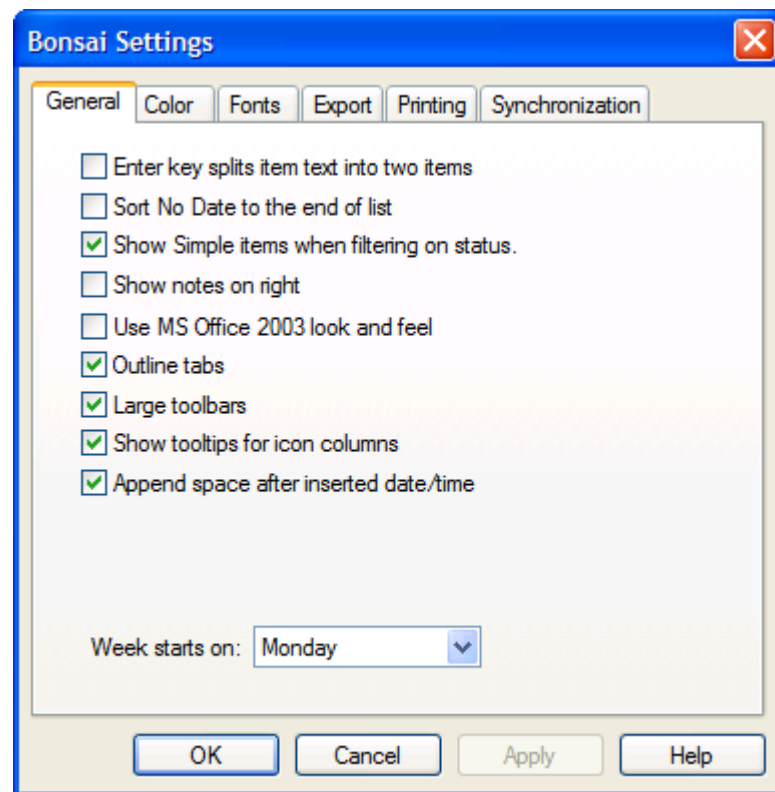 Bonsai Settings
General Color Fonts Export Printing Synchronization
Enter key splits item text into two items
Sort No Date to the end of list
Show Simple items when filtering on status.
Show notes on right
Use MS Office 2003 look and feel
Outline tabs
Large toolbars
Show tooltips for icon columns
Append space after inserted date/time
Week starts on: Monday
OK Cancel Apply Help